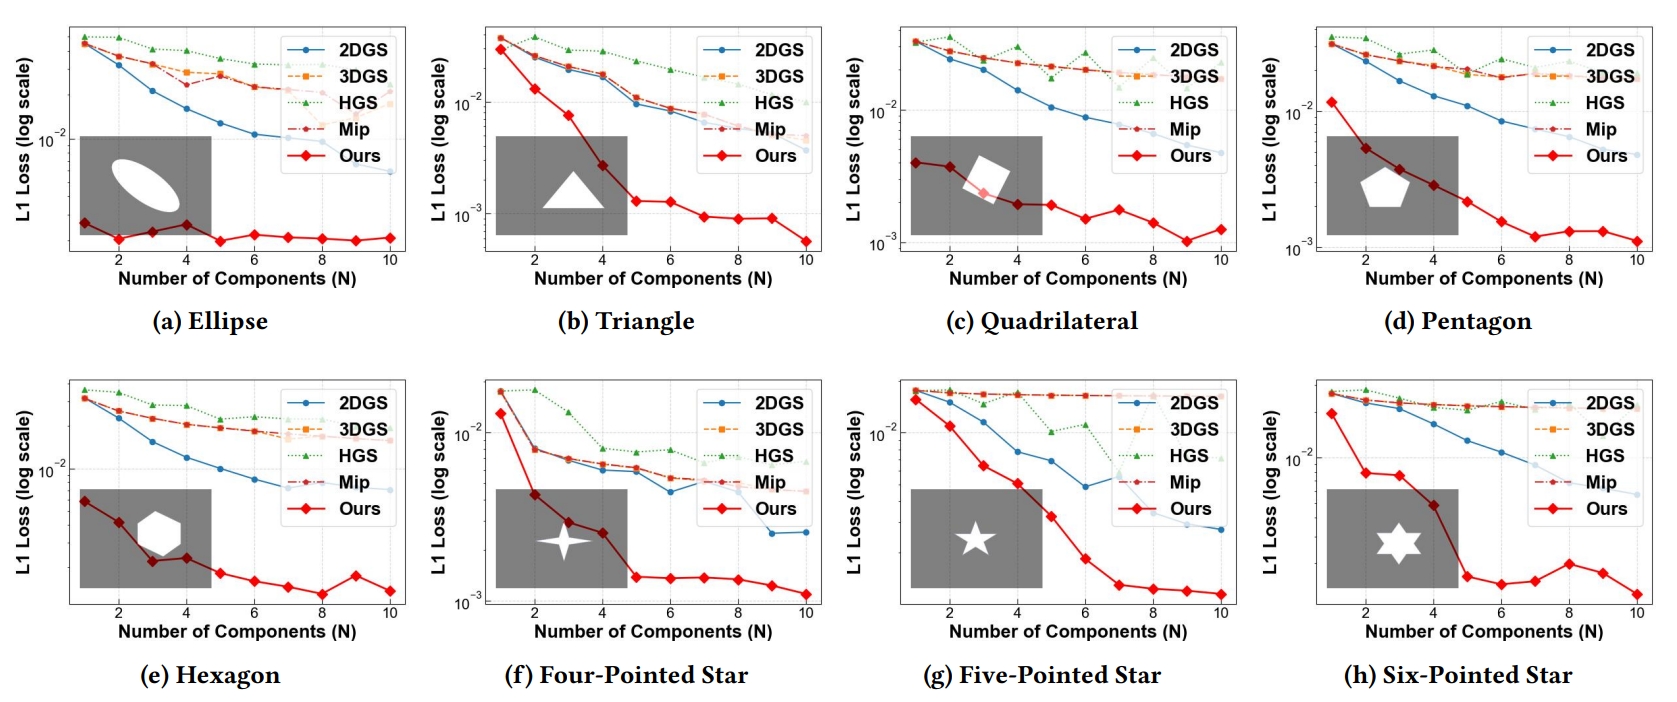 L1 Loss (log scale)
10^-2
2 4 6 8 10
Number of Components (N)
2DGS
3DGS
HGS
Mip
Ours
(a) Ellipse
L1 Loss (log scale)
10^-2
10^-3
2 4 6 8 10
Number of Components (N)
2DGS
3DGS
HGS
Mip
Ours
(b) Triangle
L1 Loss (log scale)
10^-2
10^-3
2 4 6 8 10
Number of Components (N)
2DGS
3DGS
HGS
Mip
Ours
(c) Quadrilateral
L1 Loss (log scale)
10^-2
10^-3
2 4 6 8 10
Number of Components (N)
2DGS
3DGS
HGS
Mip
Ours
(d) Pentagon
L1 Loss (log scale)
10^-2
2 4 6 8 10
Number of Components (N)
2DGS
3DGS
HGS
Mip
Ours
(e) Hexagon
L1 Loss (log scale)
10^-2
10^-3
2 4 6 8 10
Number of Components (N)
2DGS
3DGS
HGS
Mip
Ours
(f) Four-Pointed Star
L1 Loss (log scale)
10^-2
2 4 6 8 10
Number of Components (N)
2DGS
3DGS
HGS
Mip
Ours
(g) Five-Pointed Star
L1 Loss (log scale)
10^-2
2 4 6 8 10
Number of Components (N)
2DGS
3DGS
HGS
Mip
Ours
(h) Six-Pointed Star